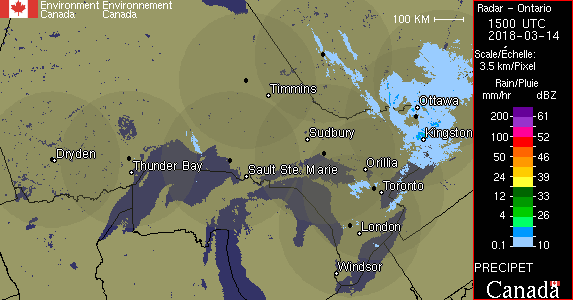 Environment Environnement
Canada Canada
100 KM
Timmins
Ottawa
Sudbury
Kingston
Dryden
Thunder Bay
Sault Ste. Marie
Orillia
Toronto
London
Windsor
Radar - Ontario
1500 UTC
2018-03-14
Scale/Échelle:
3.5 km/Pixel
Rain/Pluie
mm/hr dBZ
200 61
100 52
50 46
24 39
12 33
4 26
0.1 10
PRECIPET
Canada